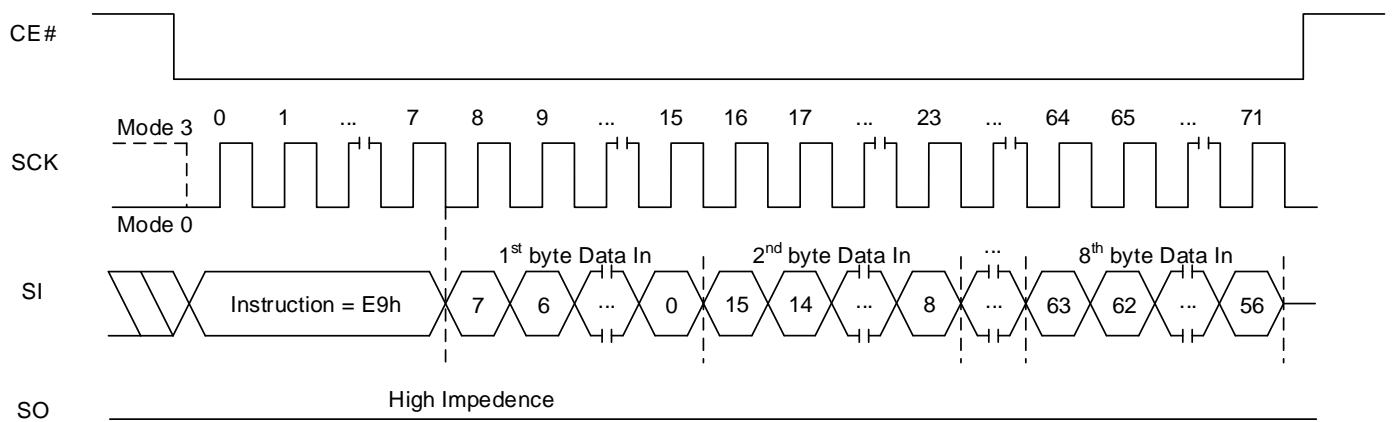 CE#
0 1 ... 7 8 9 ... 15 16 17 ... 23 ... 64 65 ... 71
Mode 3
SCK
Mode 0
1st byte Data In 2nd byte Data In ... 8th byte Data In
SI Instruction = E9h 7 6 ... 0 15 14 ... 8 ... 63 62 ... 56
High Impedence
SO